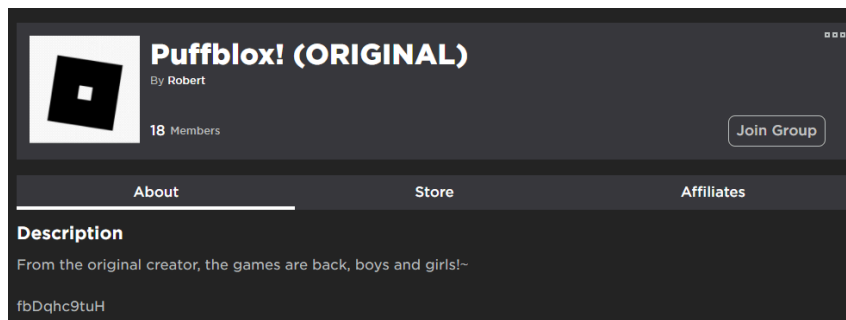 Puffblox! (ORIGINAL)
By Robert
18 Members
Join Group
About Store Affiliates
Description
From the original creator, the games are back, boys and girls!~
fbDqhc9tuH